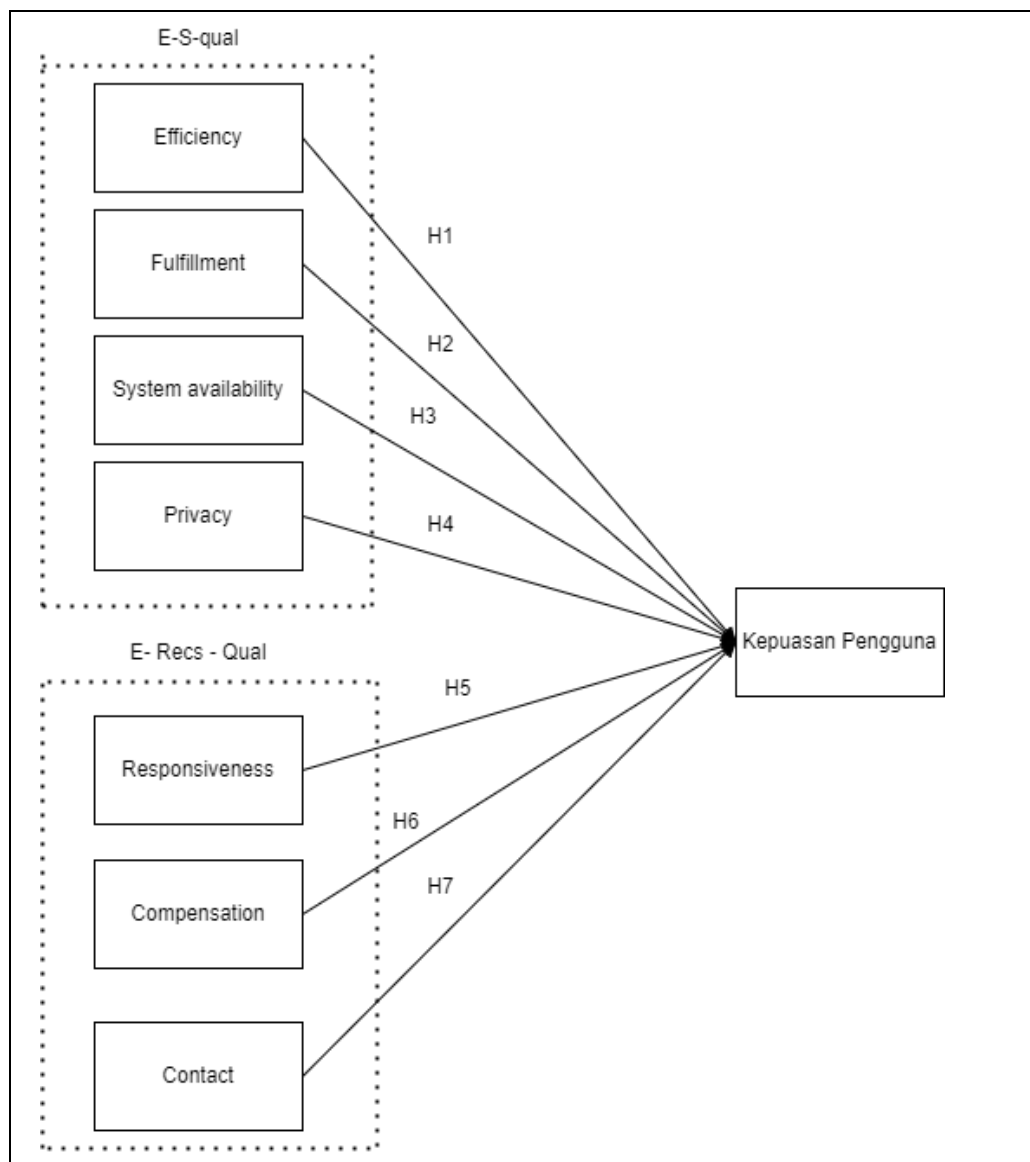 E-S-qual
Efficiency
H1
Fulfillment
H2
System availability
H3
Privacy
H4
Kepuasan Pengguna
E- Recs - Qual
H5
Responsiveness
H6
Compensation
H7
Contact